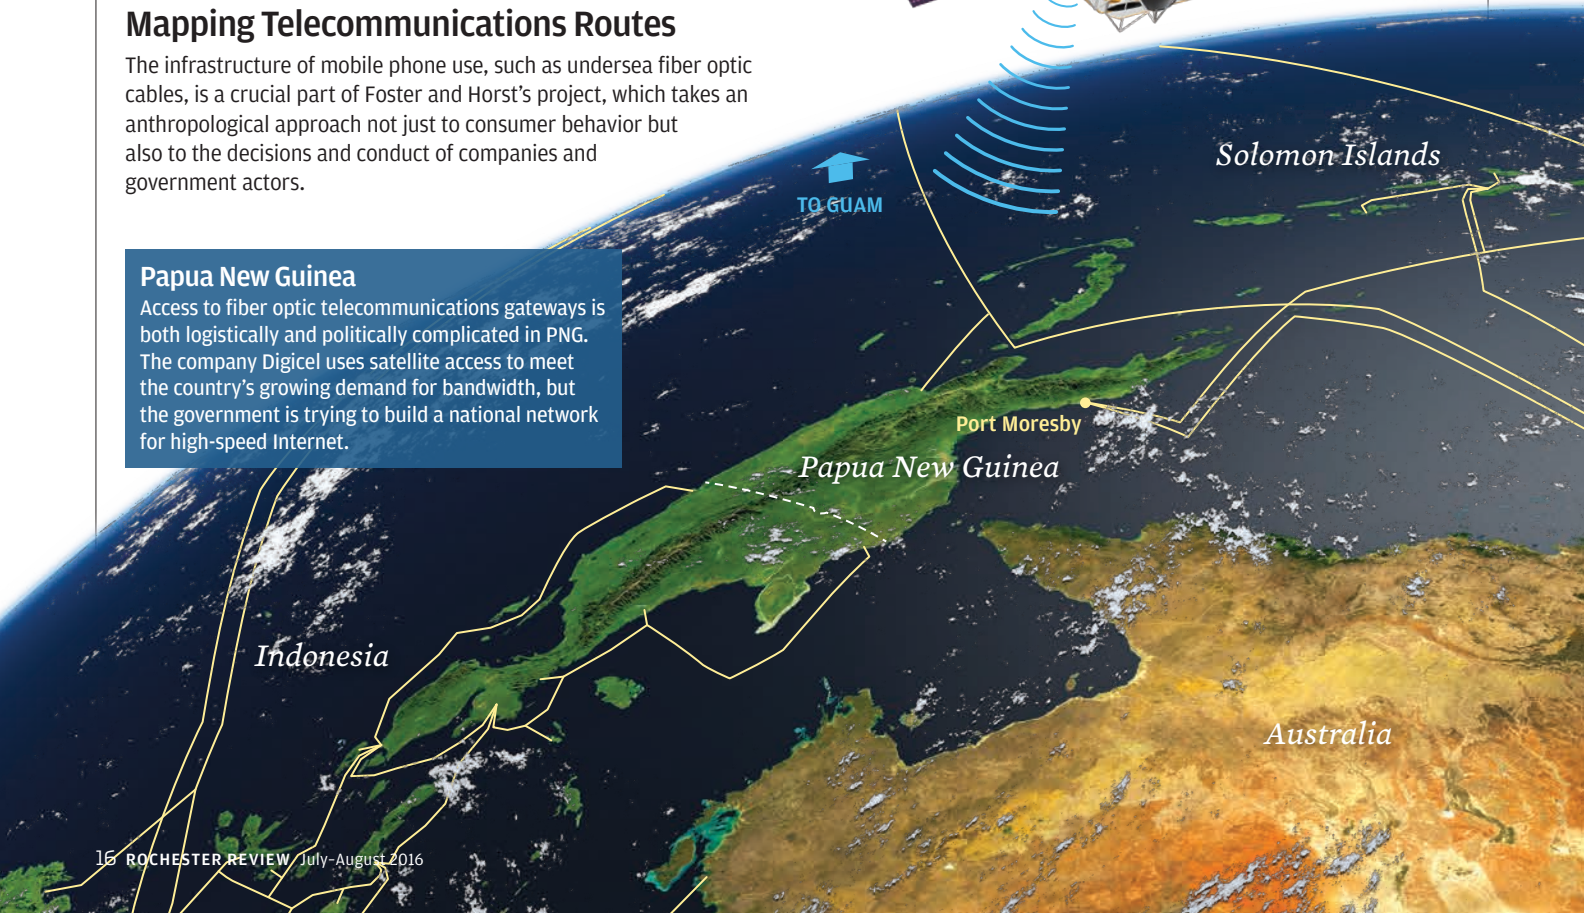 Mapping Telecommunications Routes
The infrastructure of mobile phone use, such as undersea fiber optic
cables, is a crucial part of Foster and Horst’s project, which takes an
anthropological approach not just to consumer behavior but
also to the decisions and conduct of companies and
government actors.
TO GUAM
Solomon Islands
Papua New Guinea
Access to fiber optic telecommunications gateways is
both logistically and politically complicated in PNG.
The company Digicel uses satellite access to meet
the country’s growing demand for bandwidth, but
the government is trying to build a national network
for high-speed Internet.
Port Moresby
Papua New Guinea
Indonesia
Australia
16 ROCHESTER REVIEW July–August 2016